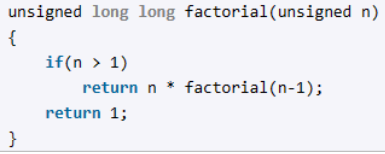 unsigned long long factorial(unsigned n)
{
    if(n > 1)
        return n * factorial(n-1);
    return 1;
}